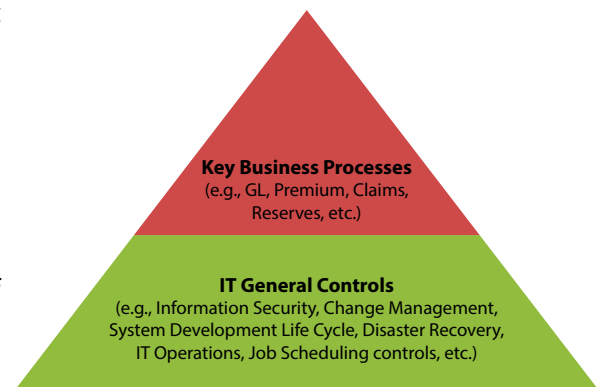 Key Business Processes
(e.g., GL, Premium, Claims,
Reserves, etc.)
IT General Controls
(e.g., Information Security, Change Management,
System Development Life Cycle, Disaster Recovery,
IT Operations, Job Scheduling controls, etc.)